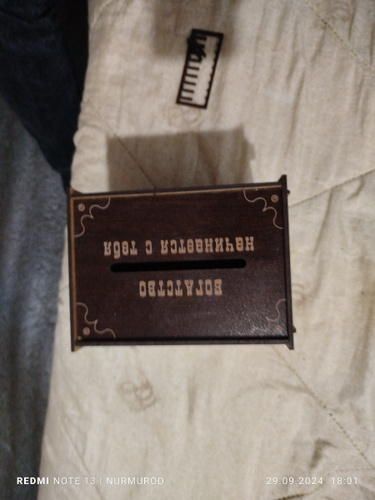 БОГАТСТВО
НАЧИНАЕТСЯ С ТЕБЯ
REDMI NOTE 13 | NURMUROD
29.09.2024 18:01